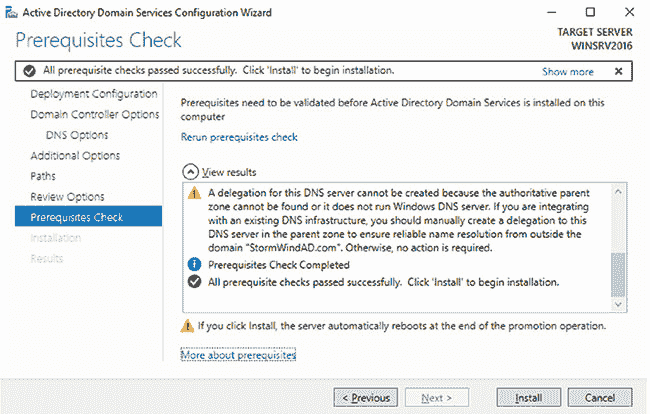 Active Directory Domain Services Configuration Wizard
Prerequisites Check
TARGET SERVER
WINSRV2016
All prerequisite checks passed successfully. Click 'Install' to begin installation.
Show more
Deployment Configuration
Domain Controller Options
DNS Options
Additional Options
Paths
Review Options
Prerequisites Check
Installation
Results
Prerequisites need to be validated before Active Directory Domain Services is installed on this
computer
Rerun prerequisites check
View results
A delegation for this DNS server cannot be created because the authoritative parent
zone cannot be found or it does not run Windows DNS server. If you are integrating
with an existing DNS infrastructure, you should manually create a delegation to this
DNS server in the parent zone to ensure reliable name resolution from outside the
domain "StormWindAD.com". Otherwise, no action is required.
Prerequisites Check Completed
All prerequisite checks passed successfully. Click 'Install' to begin installation.
If you click Install, the server automatically reboots at the end of the promotion operation.
More about prerequisites
< Previous
Next >
Install
Cancel